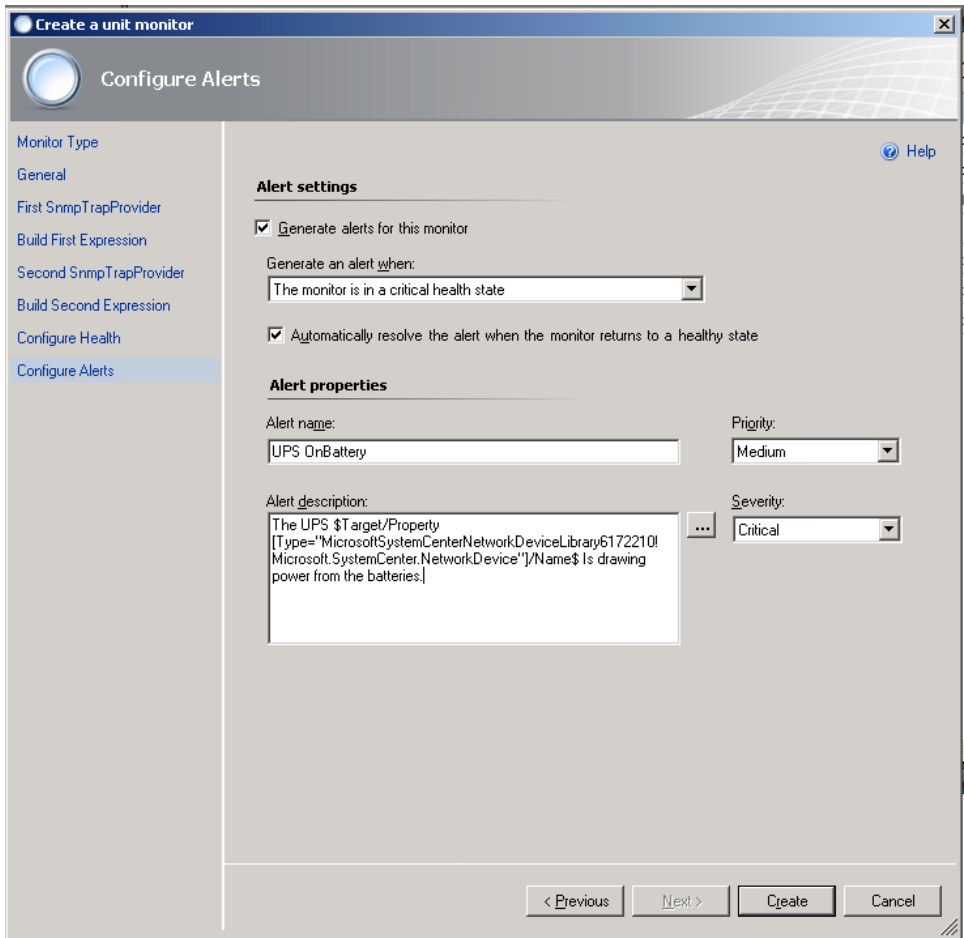 Create a unit monitor
Configure Alerts
Monitor Type
General
First SnmpTrapProvider
Build First Expression
Second SnmpTrapProvider
Build Second Expression
Configure Health
Configure Alerts
Help
Alert settings
Generate alerts for this monitor
Generate an alert when:
The monitor is in a critical health state
Automatically resolve the alert when the monitor returns to a healthy state
Alert properties
Alert name:
UPS OnBattery
Priority:
Medium
Alert description:
The UPS $Target/Property
[Type="MicrosoftSystemCenterNetworkDeviceLibrary6172210!
Microsoft.SystemCenter.NetworkDevice"]/Name$ Is drawing
power from the batteries.
...
Severity:
Critical
< Previous
Next >
Create
Cancel